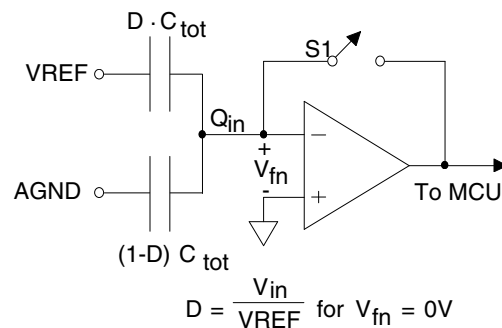 D · C tot
S1
VREF
Q in
−
+
V fn
-
+
AGND
To MCU
(1-D) C tot
D = V in / VREF for V fn = 0V